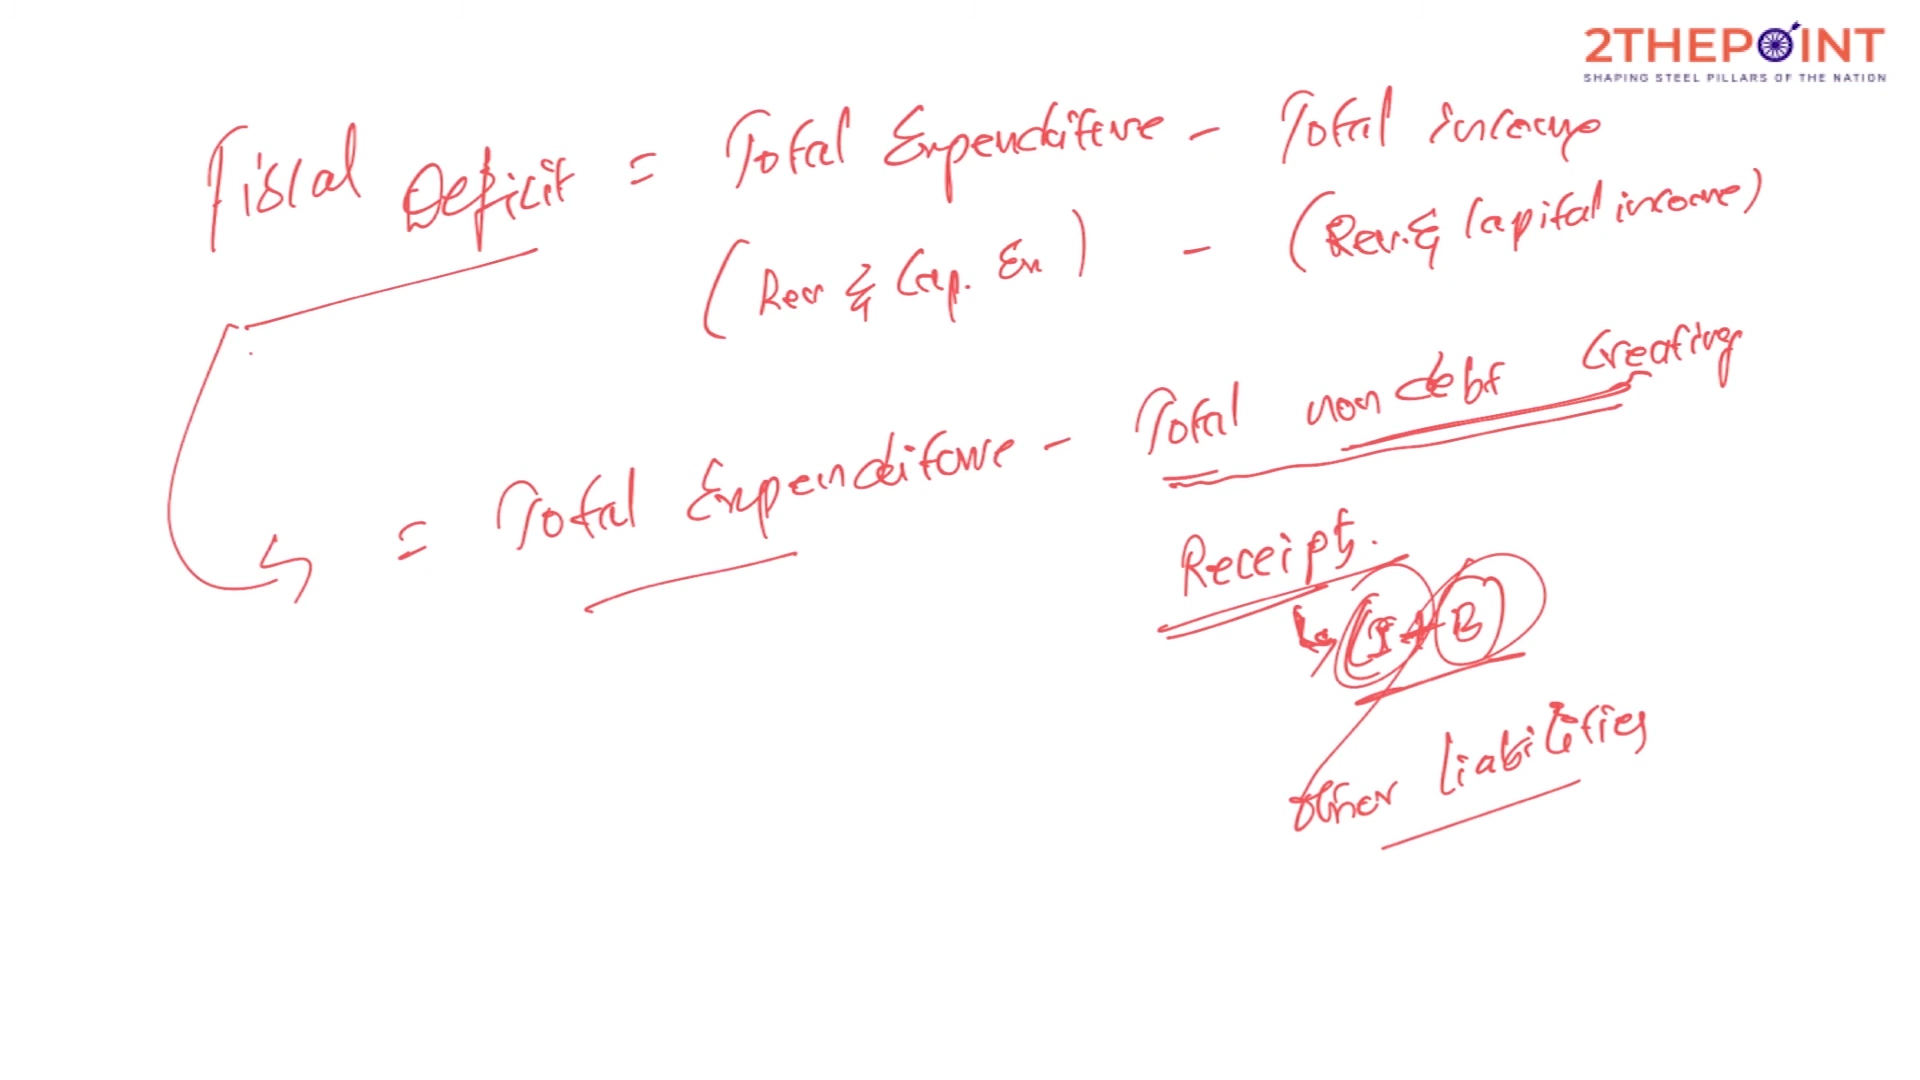 2THEPOINT
SHAPING STEEL PILLARS OF THE NATION
Fiscal Deficit = Total Expenditure - Total income
(Rev & Cap. Ex) - (Rev. & Capital income)
= Total Expenditure - Total non debt Creating
Receipts.
(I + B)
other liabilities